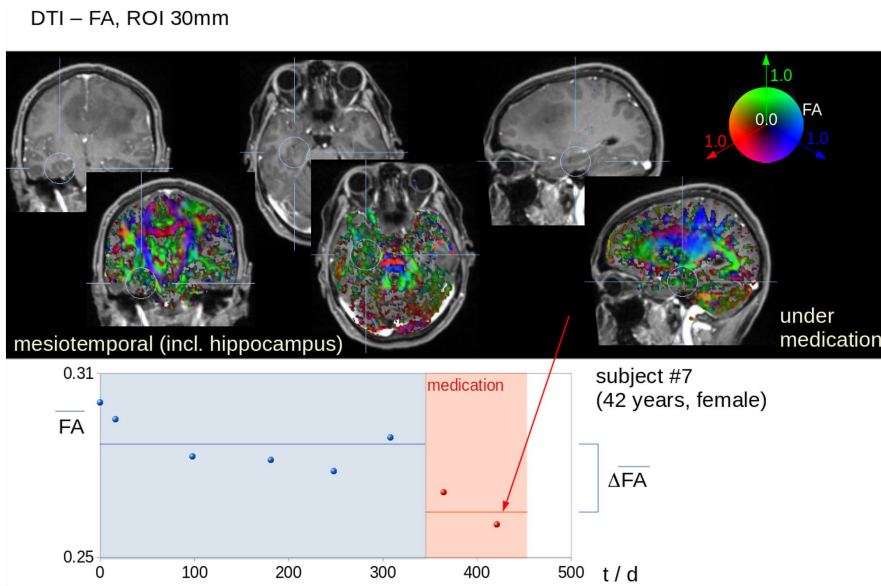 DTI – FA, ROI 30mm
1.0
FA
0.0
1.0
1.0
mesiotemporal (incl. hippocampus)
under
medication
0.31
medication
subject #7
(42 years, female)
FA
ΔFA
0.25
0
100
200
300
400
500
t / d